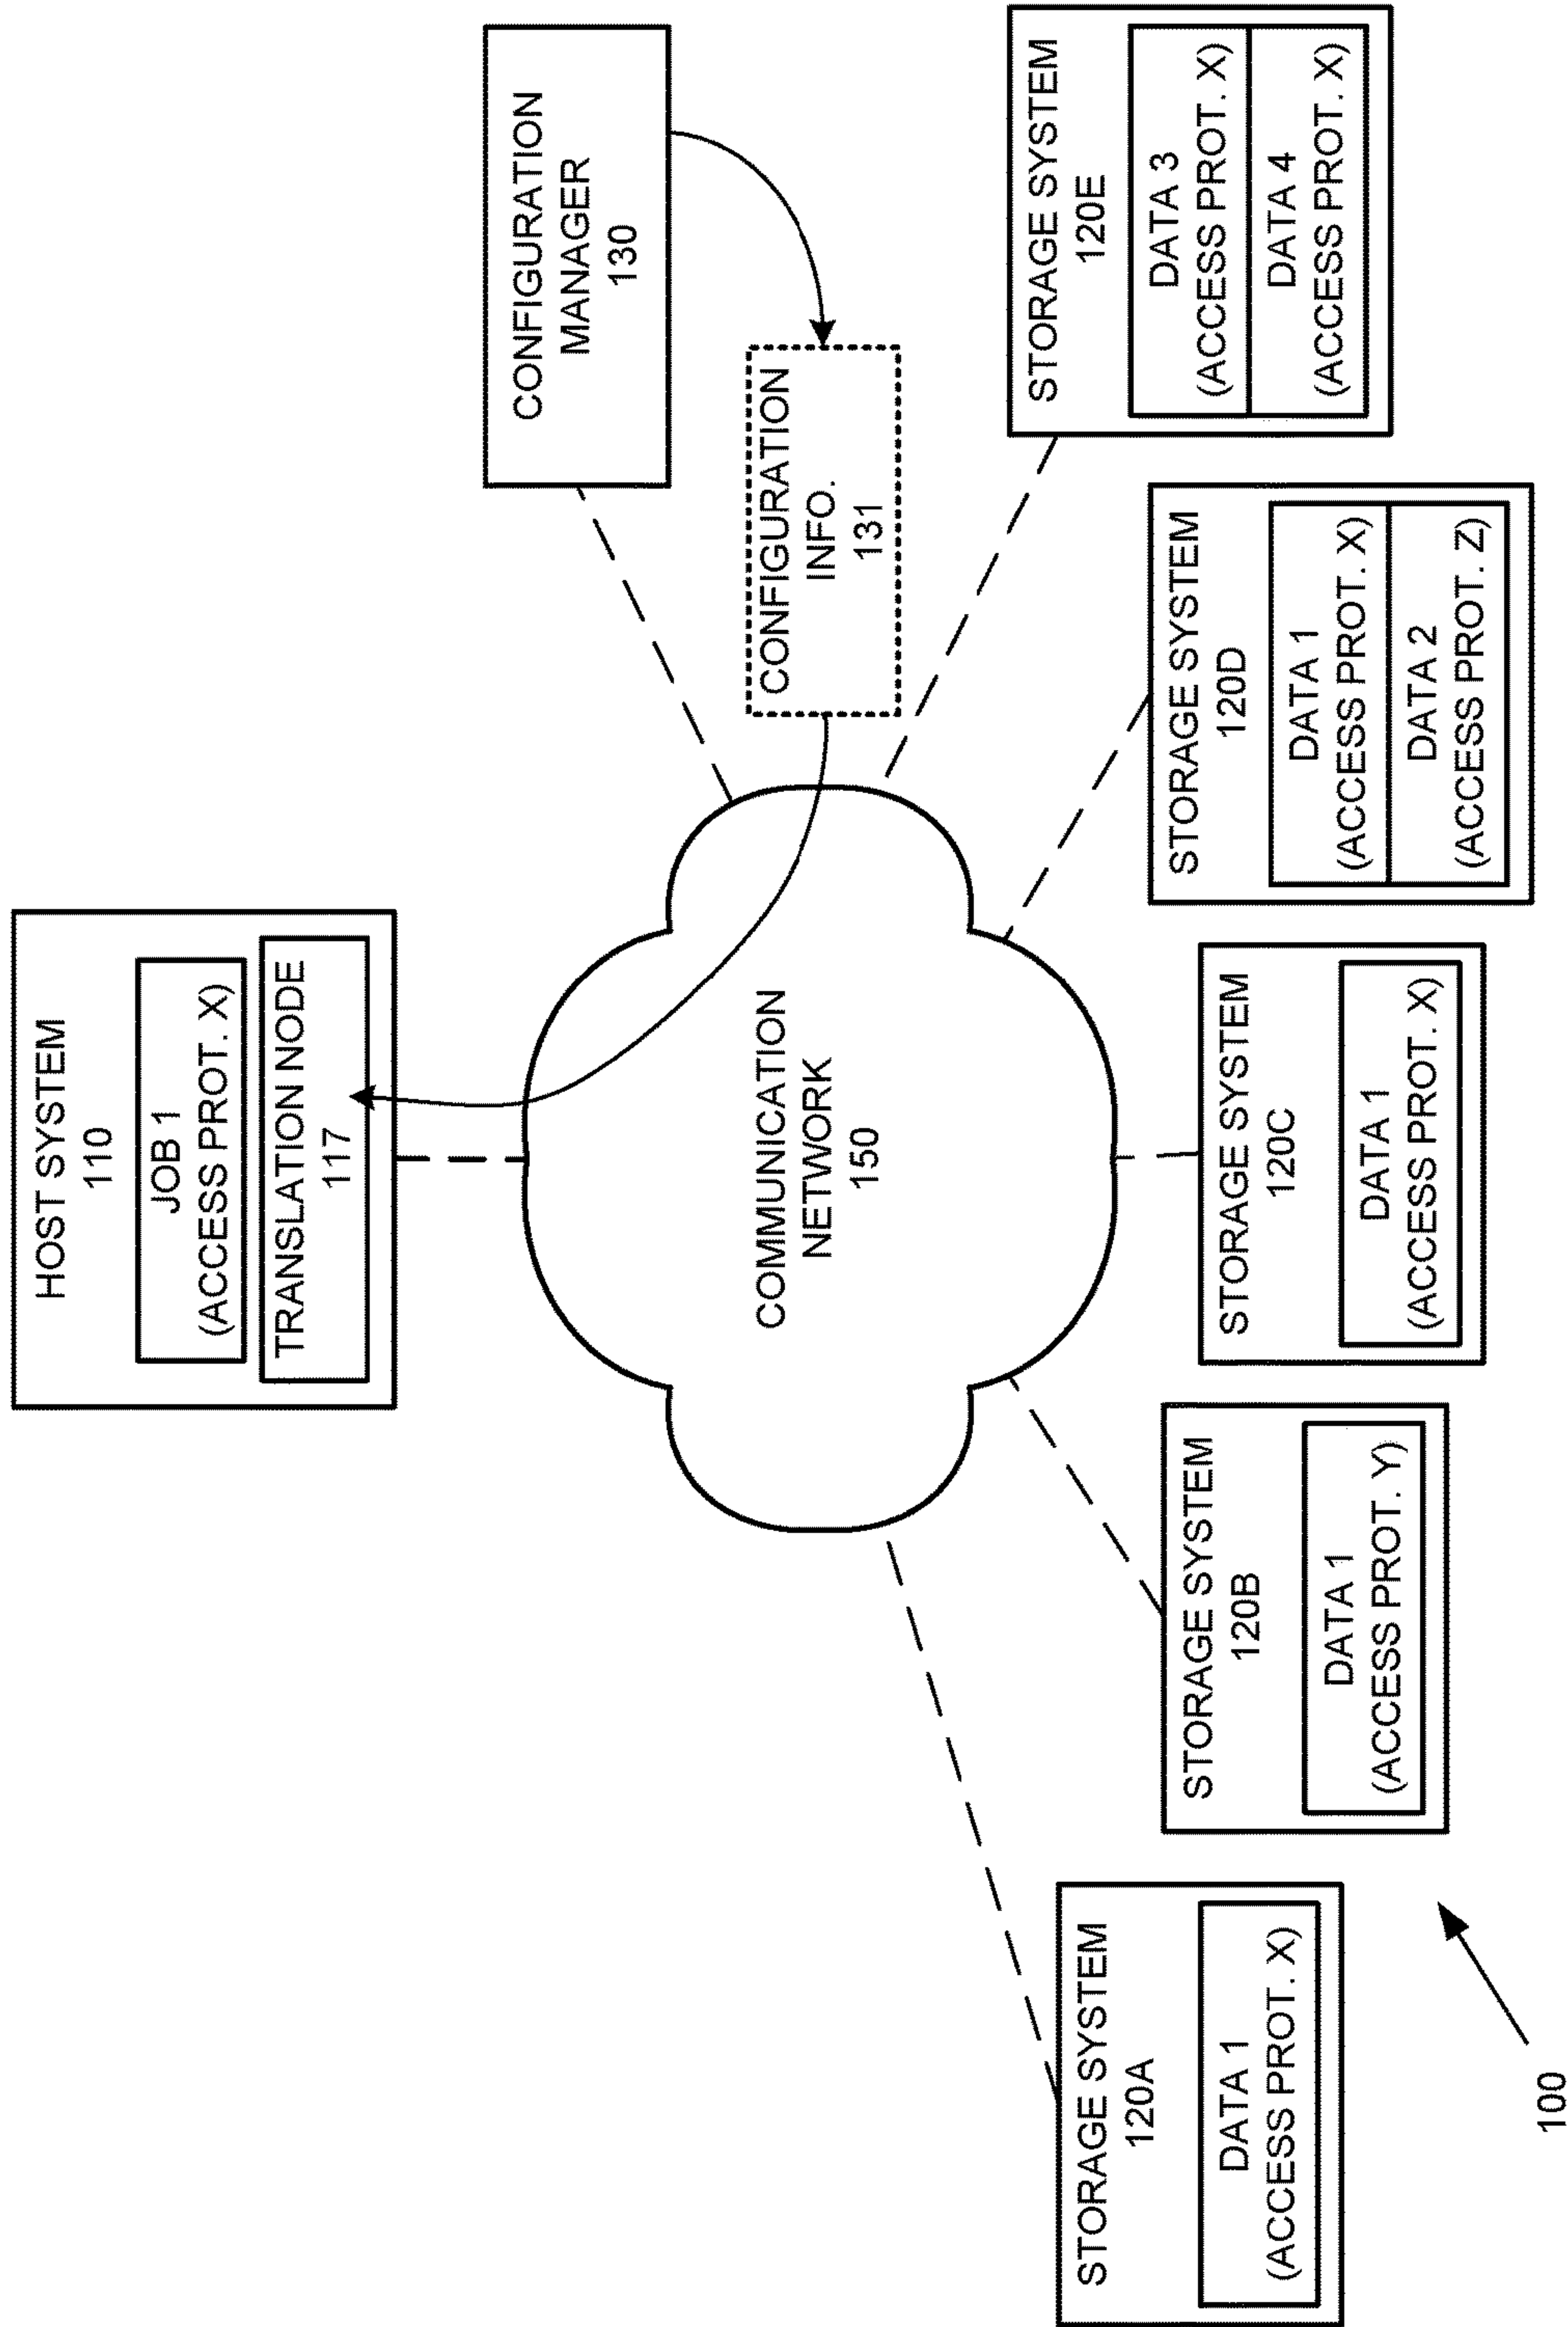 HOST SYSTEM
110
JOB 1
(ACCESS PROT. X)
TRANSLATION NODE
117
CONFIGURATION
MANAGER
130
CONFIGURATION
INFO.
131
COMMUNICATION
NETWORK
150
STORAGE SYSTEM
120A
DATA 1
(ACCESS PROT. X)
STORAGE SYSTEM
120B
DATA 1
(ACCESS PROT. Y)
STORAGE SYSTEM
120C
DATA 1
(ACCESS PROT. X)
STORAGE SYSTEM
120D
DATA 1
(ACCESS PROT. X)
DATA 2
(ACCESS PROT. Z)
STORAGE SYSTEM
120E
DATA 3
(ACCESS PROT. X)
DATA 4
(ACCESS PROT. X)
100